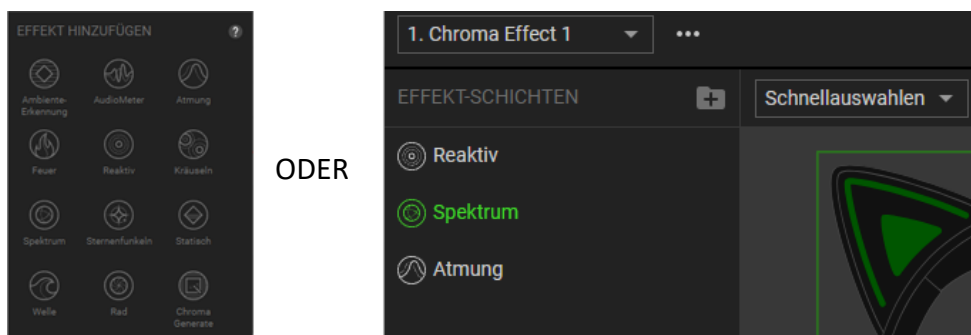 EFFEKT HINZUFÜGEN ?
Ambiente-
Erkennung
AudioMeter
Atmung
Feuer
Reaktiv
Kräuseln
Spektrum
Sternenfunkeln
Statisch
Welle
Rad
Chroma
Generate
ODER
1. Chroma Effect 1
EFFEKT-SCHICHTEN
Schnellauswahlen
Reaktiv
Spektrum
Atmung